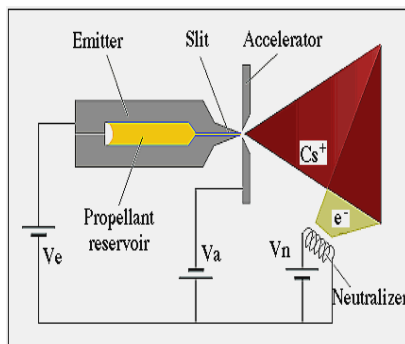 Emitter
Slit
Accelerator
Cs+
e-
Propellant
reservoir
Ve
Va
Vn
Neutralizer